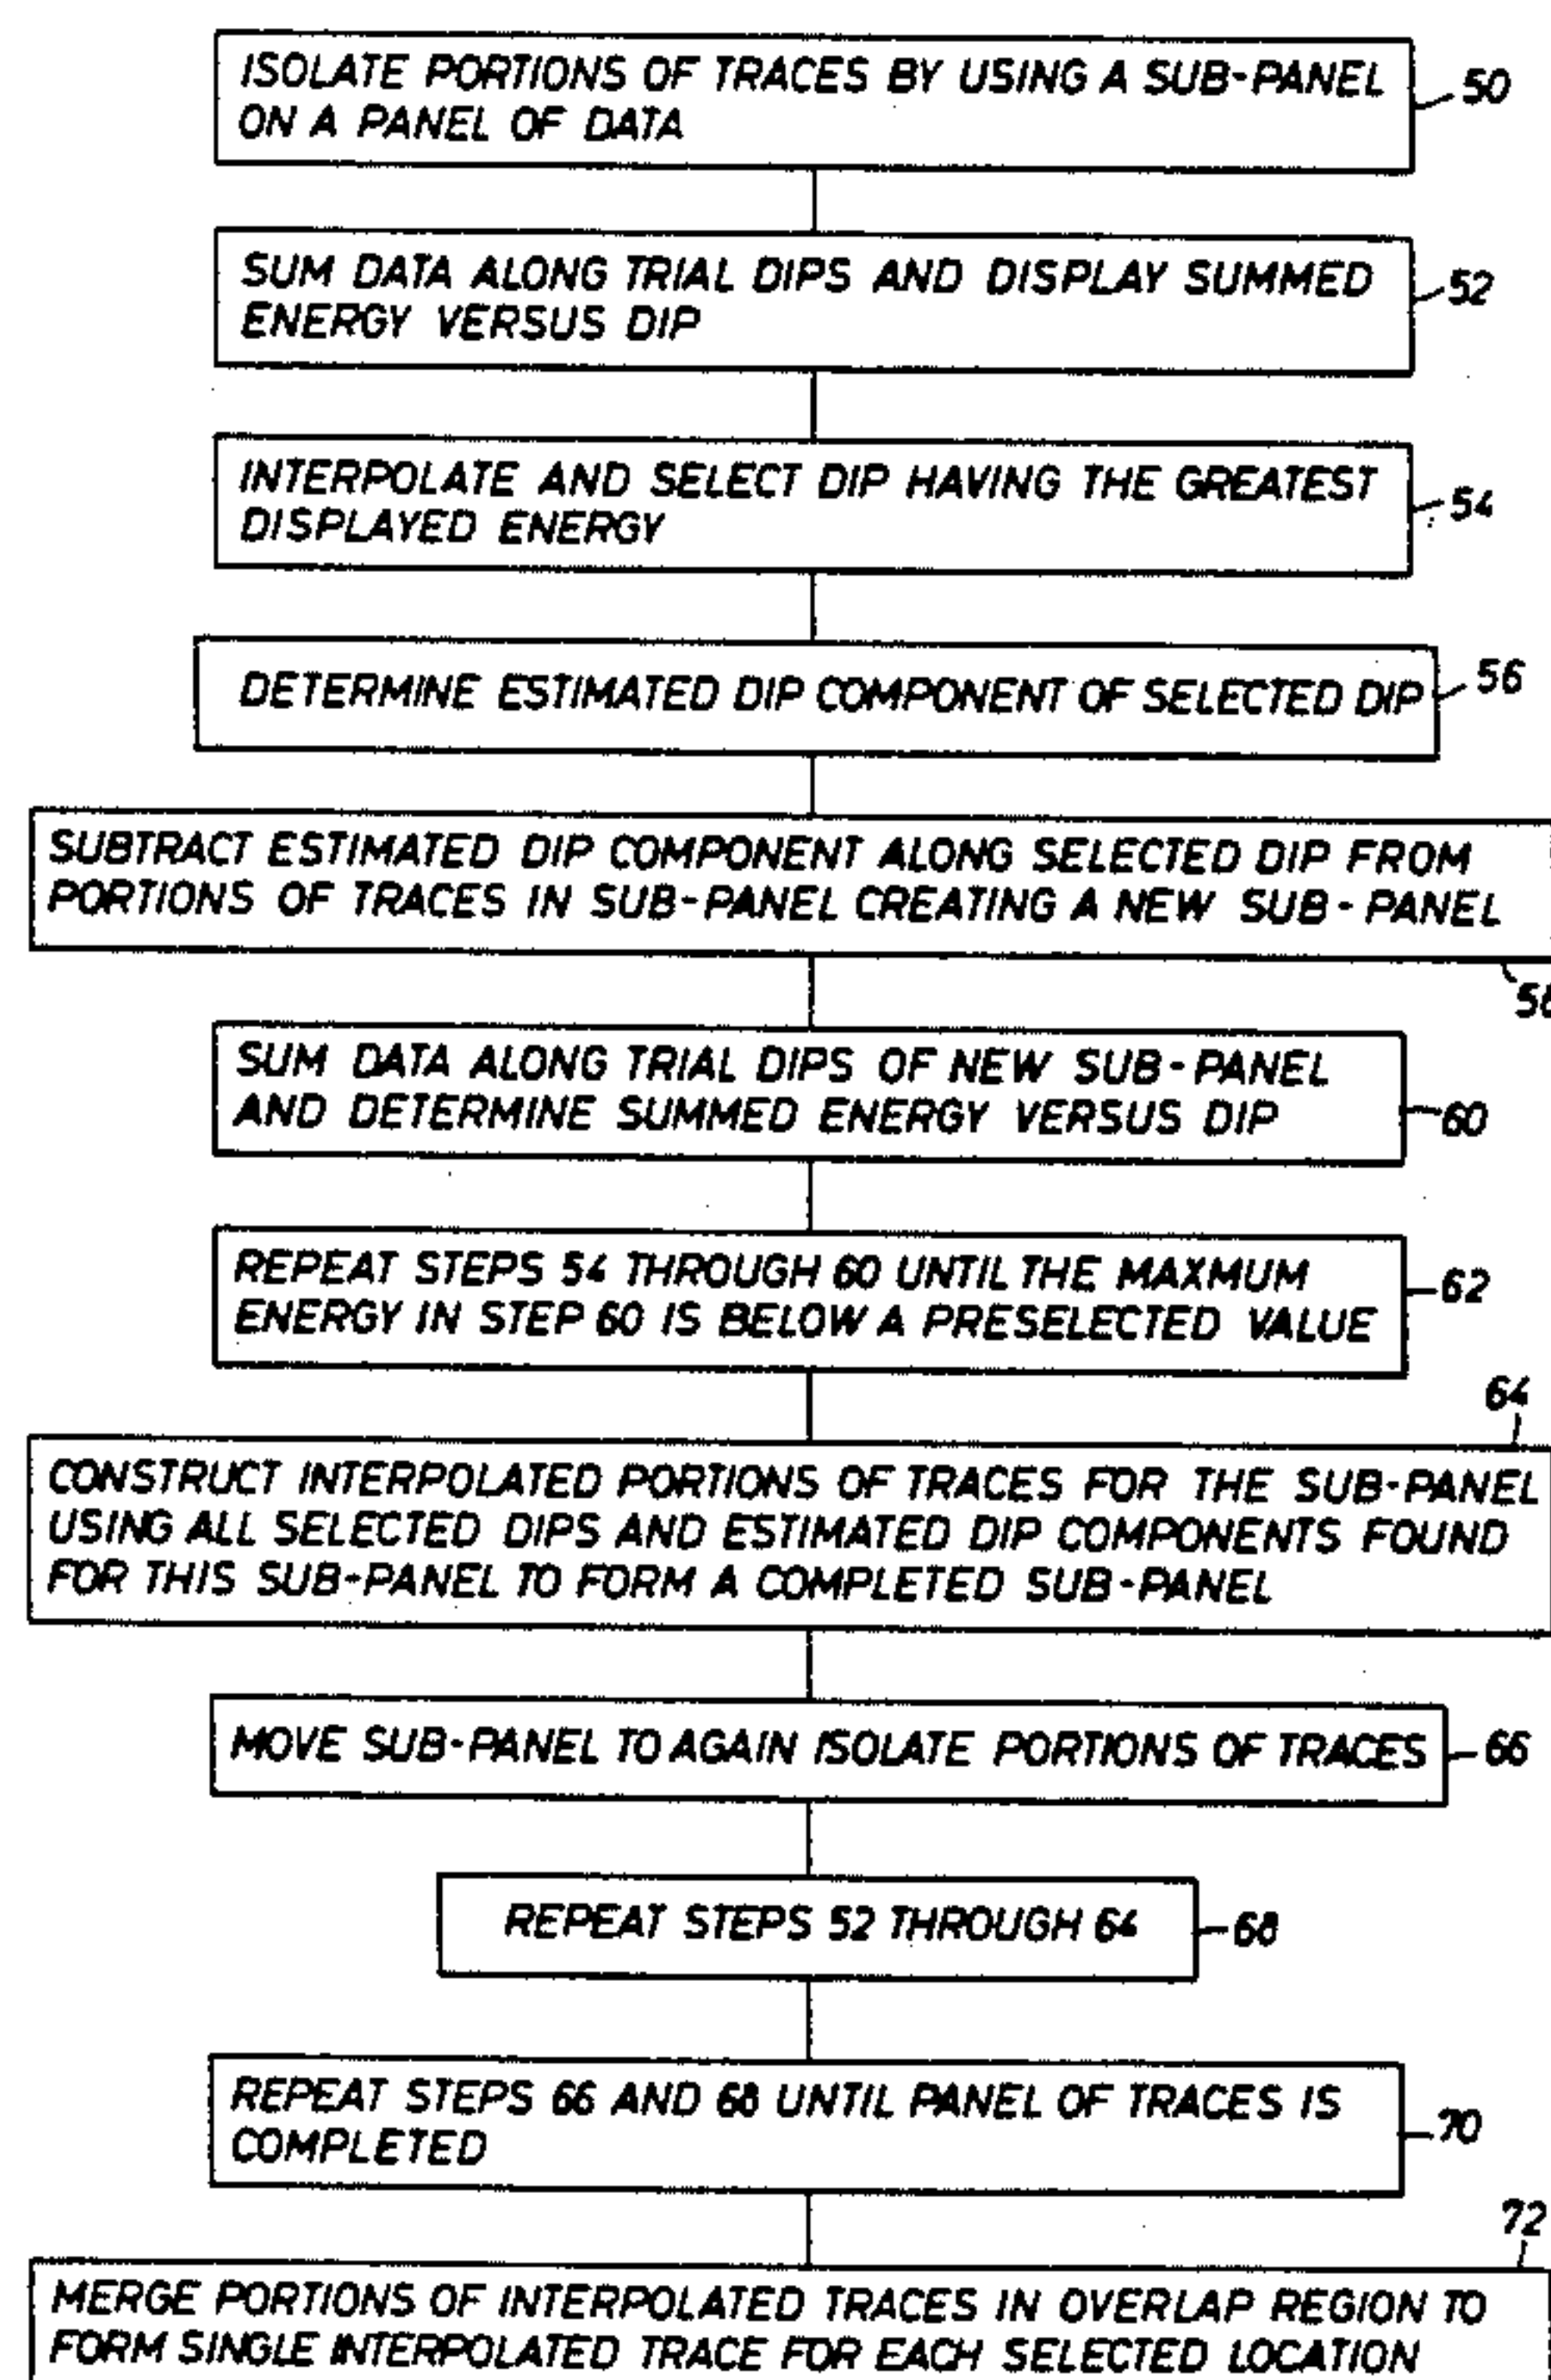 ISOLATE PORTIONS OF TRACES BY USING A SUB-PANEL
ON A PANEL OF DATA
50
SUM DATA ALONG TRIAL DIPS AND DISPLAY SUMMED
ENERGY VERSUS DIP
52
INTERPOLATE AND SELECT DIP HAVING THE GREATEST
DISPLAYED ENERGY
54
DETERMINE ESTIMATED DIP COMPONENT OF SELECTED DIP
56
SUBTRACT ESTIMATED DIP COMPONENT ALONG SELECTED DIP FROM
PORTIONS OF TRACES IN SUB-PANEL CREATING A NEW SUB-PANEL
SUM DATA ALONG TRIAL DIPS OF NEW SUB-PANEL
AND DETERMINE SUMMED ENERGY VERSUS DIP
60
REPEAT STEPS 54 THROUGH 60 UNTIL THE MAXMUM
ENERGY IN STEP 60 IS BELOW A PRESELECTED VALUE
62
64
CONSTRUCT INTERPOLATED PORTIONS OF TRACES FOR THE SUB-PANEL
USING ALL SELECTED DIPS AND ESTIMATED DIP COMPONENTS FOUND
FOR THIS SUB-PANEL TO FORM A COMPLETED SUB-PANEL
MOVE SUB-PANEL TO AGAIN ISOLATE PORTIONS OF TRACES
66
REPEAT STEPS 52 THROUGH 64
68
REPEAT STEPS 66 AND 68 UNTIL PANEL OF TRACES IS
COMPLETED
70
72
MERGE PORTIONS OF INTERPOLATED TRACES IN OVERLAP REGION TO
FORM SINGLE INTERPOLATED TRACE FOR EACH SELECTED LOCATION